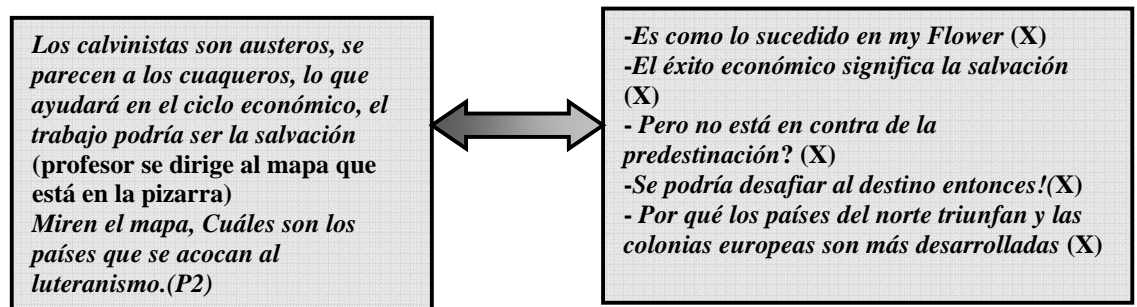 Los calvinistas son austeros, se
parecen a los cuaqueros, lo que
ayudará en el ciclo económico, el
trabajo podría ser la salvación
(profesor se dirige al mapa que
está en la pizarra)
Miren el mapa, Cuáles son los
países que se acocan al
luteranismo.(P2)
-Es como lo sucedido en my Flower (X)
-El éxito económico significa la salvación
(X)
- Pero no está en contra de la
predestinación? (X)
-Se podría desafiar al destino entonces!(X)
- Por qué los países del norte triunfan y las
colonias europeas son más desarrolladas (X)